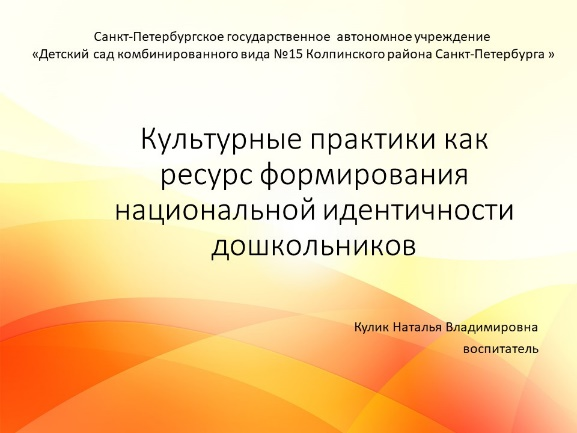 Санкт-Петербургское государственное автономное учреждение
«Детский сад комбинированного вида №15 Колпинского района Санкт-Петербурга »
Культурные практики как
ресурс формирования
национальной идентичности
дошкольников
Кулик Наталья Владимировна
воспитатель